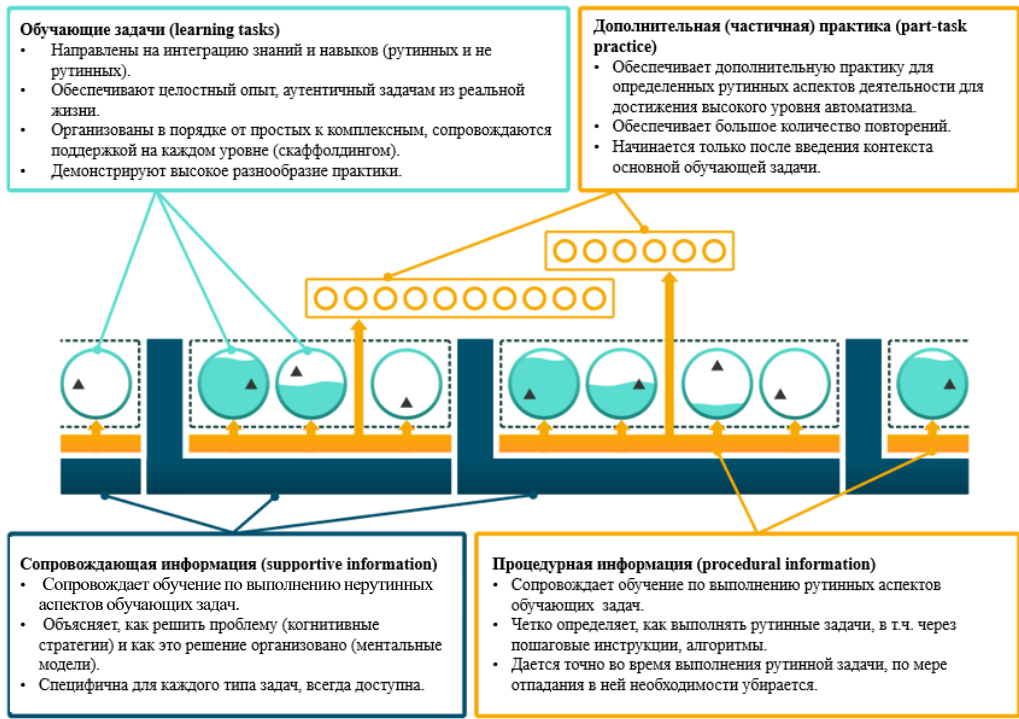 Обучающие задачи (learning tasks)
• Направлены на интеграцию знаний и навыков (рутинных и не
рутинных).
• Обеспечивают целостный опыт, аутентичный задачам из реальной
жизни.
• Организованы в порядке от простых к комплексным, сопровождаются
поддержкой на каждом уровне (скаффолдингом).
• Демонстрируют высокое разнообразие практики.
Дополнительная (частичная) практика (part-task
practice)
• Обеспечивает дополнительную практику для
определенных рутинных аспектов деятельности для
достижения высокого уровня автоматизма.
• Обеспечивает большое количество повторений.
• Начинается только после введения контекста
основной обучающей задачи.
Сопровождающая информация (supportive information)
• Сопровождает обучение по выполнению нерутинных
аспектов обучающих задач.
• Объясняет, как решить проблему (когнитивные
стратегии) и как это решение организовано (ментальные
модели).
• Специфична для каждого типа задач, всегда доступна.
Процедурная информация (procedural information)
• Сопровождает обучение по выполнению рутинных аспектов
обучающих задач.
• Четко определяет, как выполнять рутинные задачи, в т.ч. через
пошаговые инструкции, алгоритмы.
• Дается точно во время выполнения рутинной задачи, по мере
отпадания в ней необходимости убирается.